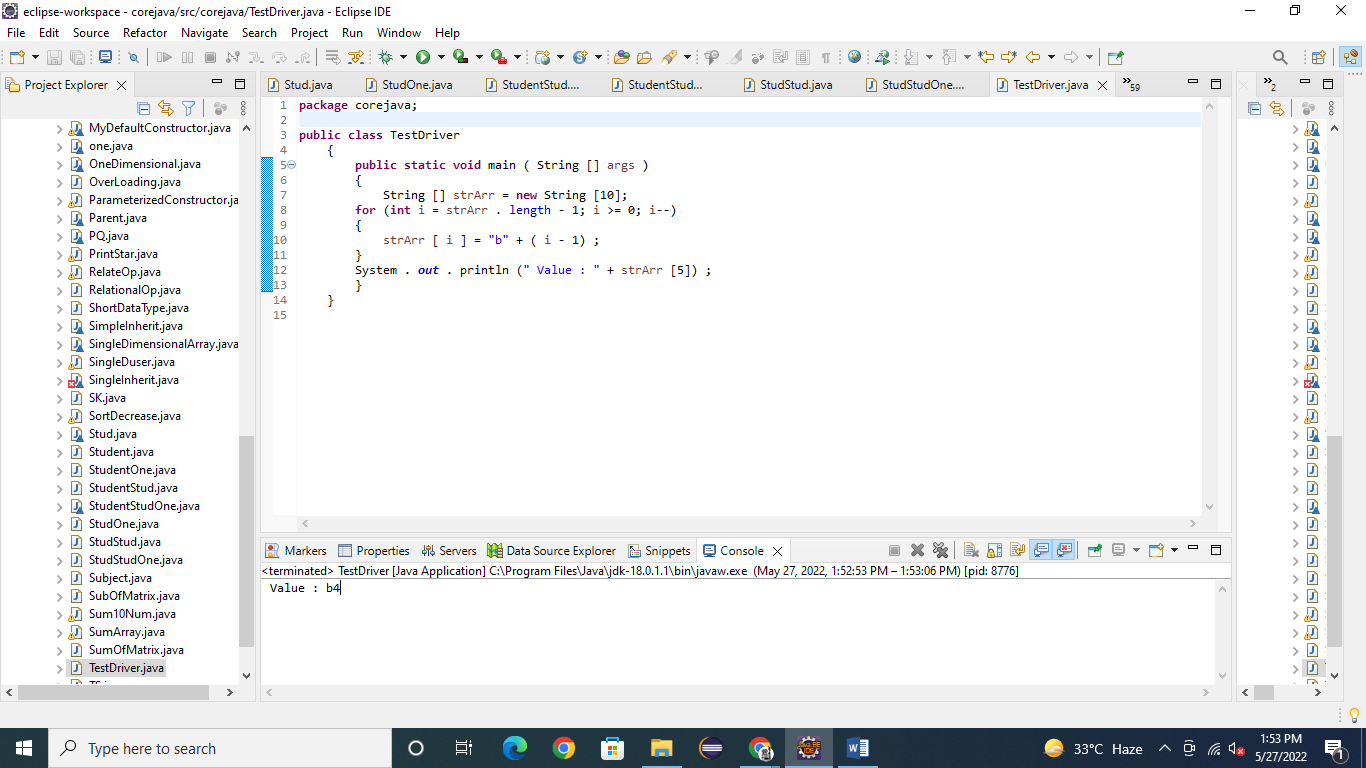 eclipse-workspace - corejava/src/corejava/TestDriver.java - Eclipse IDE
File Edit Source Refactor Navigate Search Project Run Window Help
Project Explorer
MyDefaultConstructor.java
one.java
OneDimensional.java
OverLoading.java
ParameterizedConstructor.ja
Parent.java
PQ.java
PrintStar.java
RelateOp.java
RelationalOp.java
ShortDataType.java
SimpleInherit.java
SingleDimensionalArray.java
SingleDuser.java
SingleInherit.java
SK.java
SortDecrease.java
Stud.java
Student.java
StudentOne.java
StudentStud.java
StudentStudOne.java
StudOne.java
StudStud.java
StudStudOne.java
Subject.java
SubOfMatrix.java
Sum10Num.java
SumArray.java
SumOfMatrix.java
TestDriver.java
Stud.java StudOne.java StudentStud.... StudentStud... StudStud.java StudStudOne.... TestDriver.java 59
1 package corejava;
2
3 public class TestDriver
4 {
5 public static void main ( String [] args )
6 {
7 String [] strArr = new String [10];
8 for (int i = strArr . length - 1; i >= 0; i--)
9 {
10 strArr [ i ] = "b" + ( i - 1) ;
11 }
12 System . out . println (" Value : " + strArr [5]) ;
13 }
14 }
15
2
Markers Properties Servers Data Source Explorer Snippets Console
<terminated> TestDriver [Java Application] C:\Program Files\Java\jdk-18.0.1.1\bin\javaw.exe (May 27, 2022, 1:52:53 PM – 1:53:06 PM) [pid: 8776]
Value : b4
Type here to search
33°C Haze
1:53 PM
5/27/2022
1